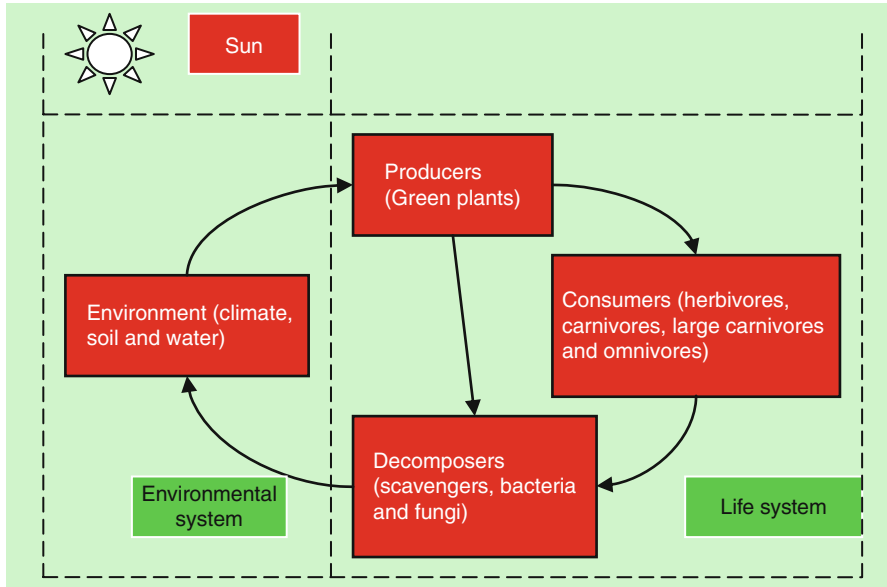 Sun
Producers
(Green plants)
Environment (climate,
soil and water)
Consumers (herbivores,
carnivores, large carnivores
and omnivores)
Decomposers
(scavengers, bacteria
and fungi)
Environmental
system
Life system